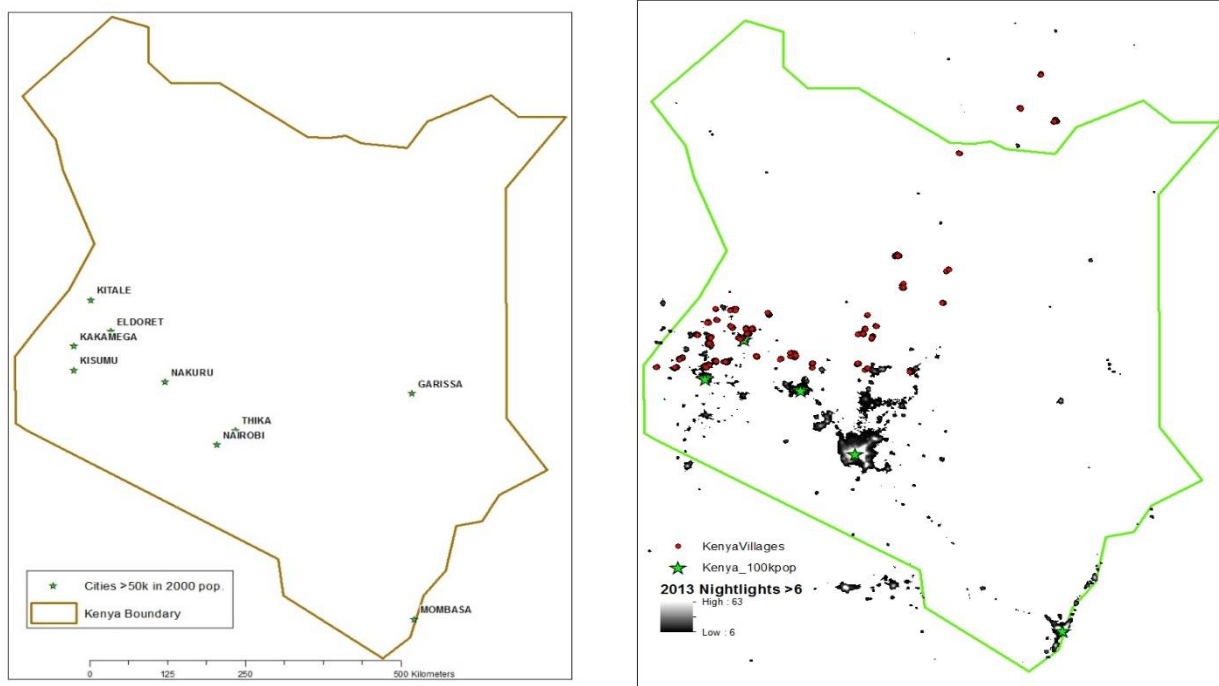 KITALE
ELDORET
KAKAMEGA
KISUMU
NAKURU
GARISSA
THIKA
NAIROBI
MOMBASA
Cities >50k in 2000 pop.
Kenya Boundary
0 125 250 500 Kilometers
KenyaVillages
Kenya_100kpop
2013 Nightlights >6
High : 63
Low : 6